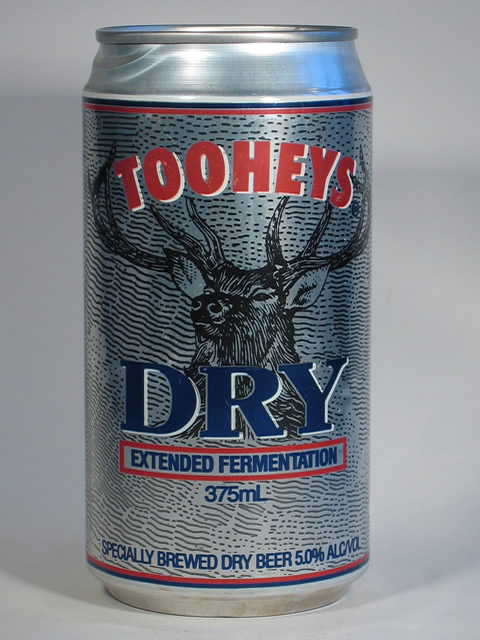 TOOHEYS
DRY
EXTENDED FERMENTATION
375mL
SPECIALLY BREWED DRY BEER 5.0% ALC/VOL